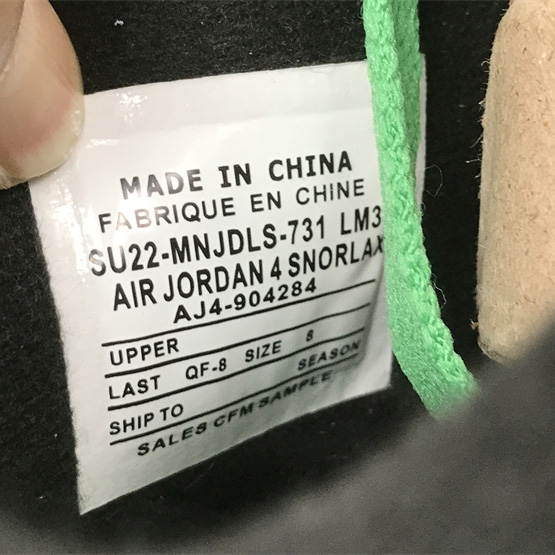 MADE IN CHINA
FABRIQUE EN CHINE
SU22-MNJDLS-731 LM3
AIR JORDAN 4 SNORLAX
AJ4-904284
UPPER
LAST QF-8 SIZE 8
SHIP TO SEASON
SALES CFM SAMPLE